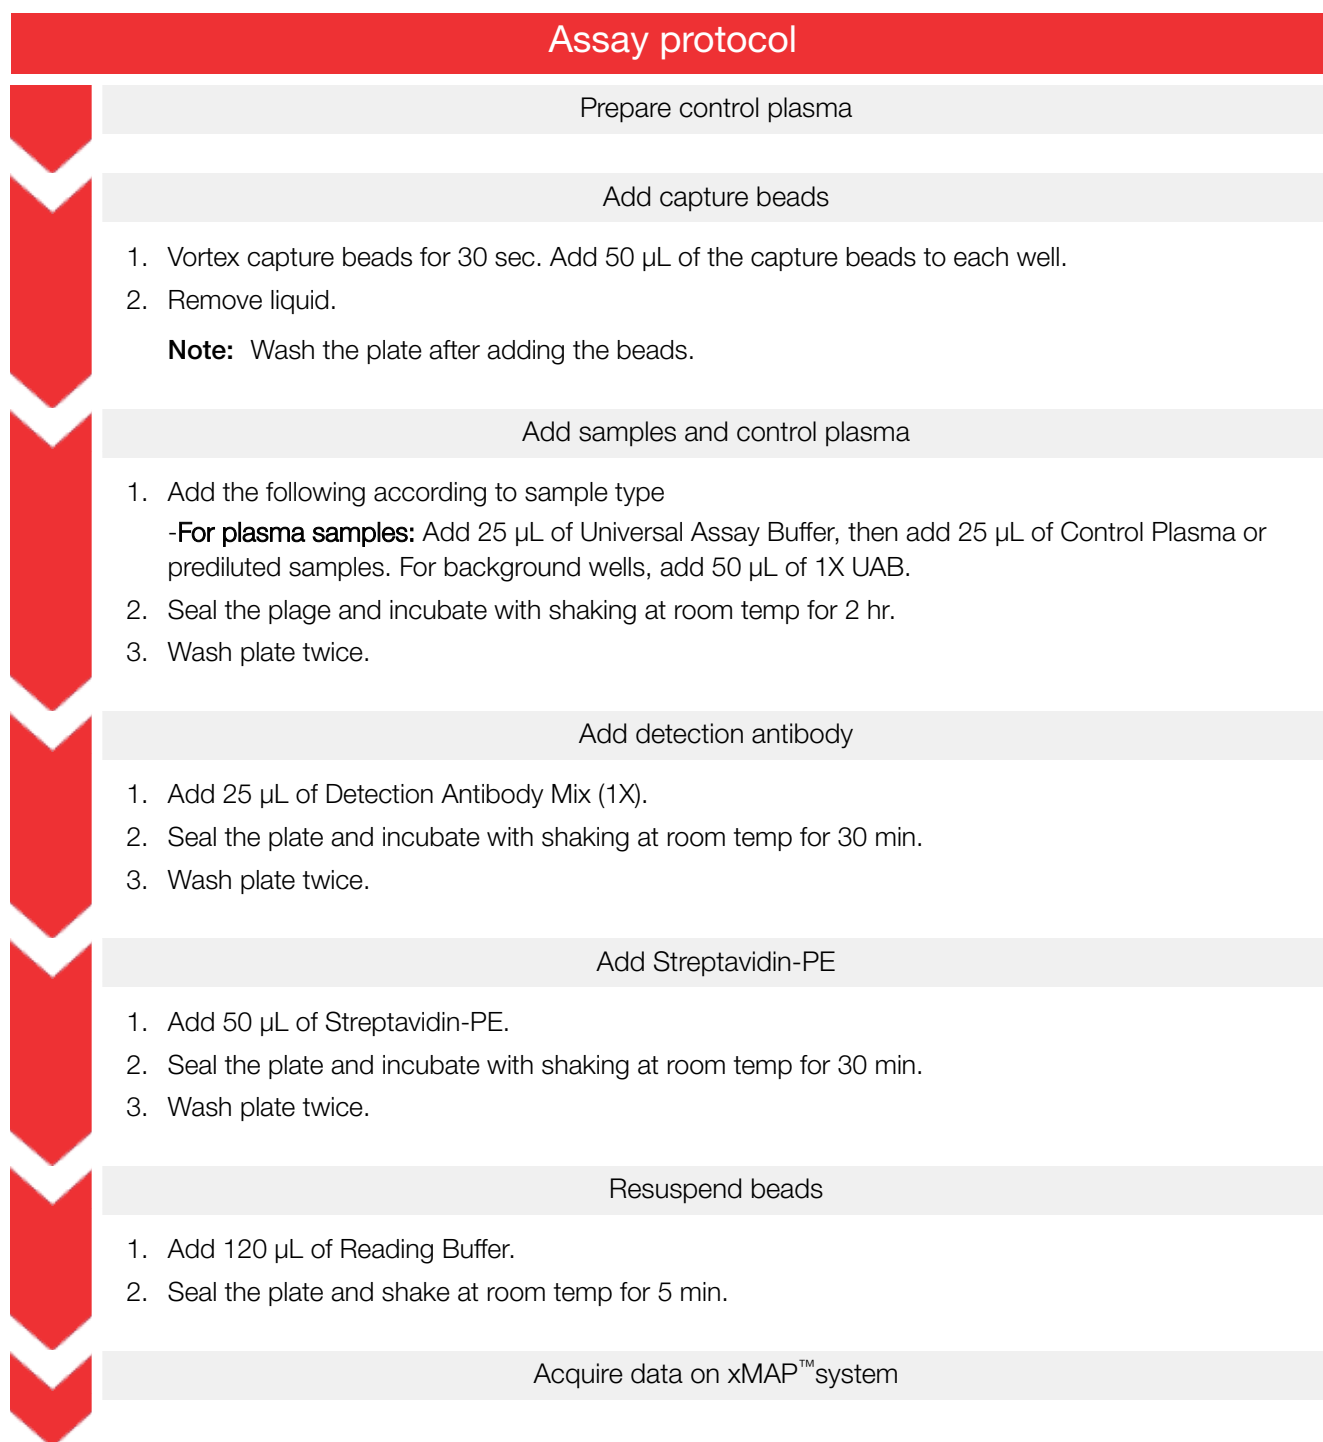 Assay protocol
Prepare control plasma
Add capture beads
1. Vortex capture beads for 30 sec. Add 50 µL of the capture beads to each well.
2. Remove liquid.
Note: Wash the plate after adding the beads.
Add samples and control plasma
1. Add the following according to sample type
-For plasma samples: Add 25 µL of Universal Assay Buffer, then add 25 µL of Control Plasma or
prediluted samples. For background wells, add 50 µL of 1X UAB.
2. Seal the plage and incubate with shaking at room temp for 2 hr.
3. Wash plate twice.
Add detection antibody
1. Add 25 µL of Detection Antibody Mix (1X).
2. Seal the plate and incubate with shaking at room temp for 30 min.
3. Wash plate twice.
Add Streptavidin-PE
1. Add 50 µL of Streptavidin-PE.
2. Seal the plate and incubate with shaking at room temp for 30 min.
3. Wash plate twice.
Resuspend beads
1. Add 120 µL of Reading Buffer.
2. Seal the plate and shake at room temp for 5 min.
Acquire data on xMAP™system